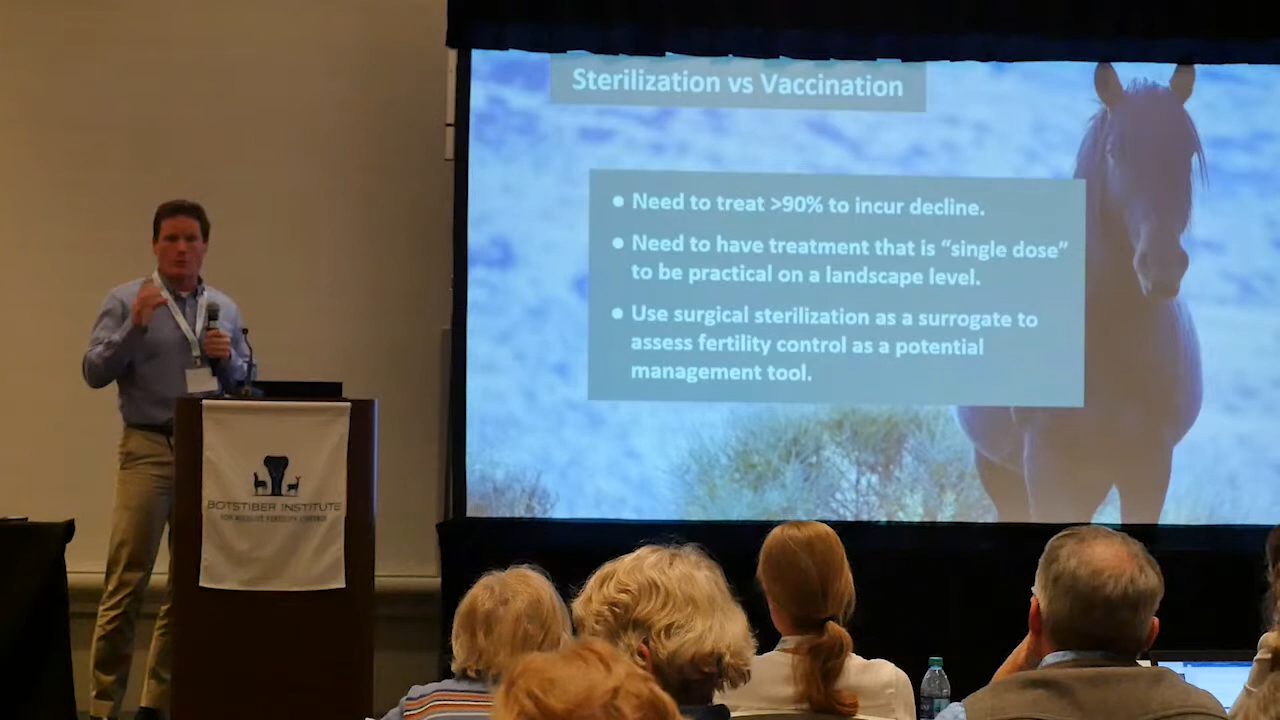 Sterilization vs Vaccination
● Need to treat >90% to incur decline.
● Need to have treatment that is “single dose”
to be practical on a landscape level.
● Use surgical sterilization as a surrogate to
assess fertility control as a potential
management tool.
BOTSTIBER INSTITUTE
FOR WILDLIFE FERTILITY CONTROL